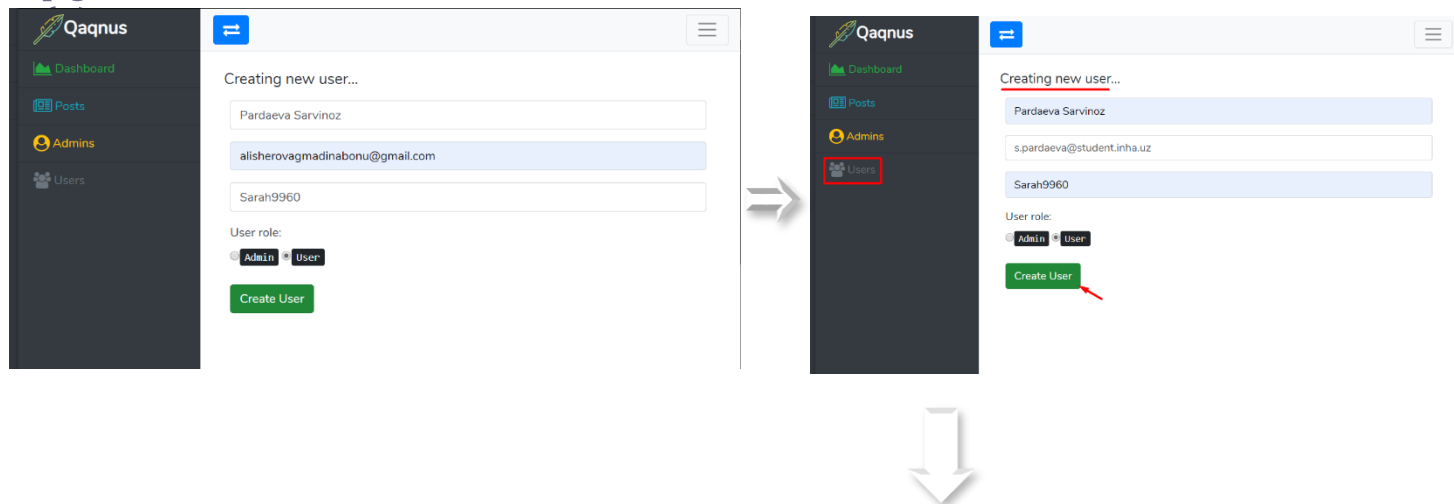 Qaqnus
Dashboard
Posts
Admins
Users
Creating new user...
Pardaeva Sarvinoz
alisherovagmadinabonu@gmail.com
Sarah9960
User role:
Admin User
Create User
Qaqnus
Dashboard
Posts
Admins
Users
Creating new user...
Pardaeva Sarvinoz
s.pardaeva@student.inha.uz
Sarah9960
User role:
Admin User
Create User